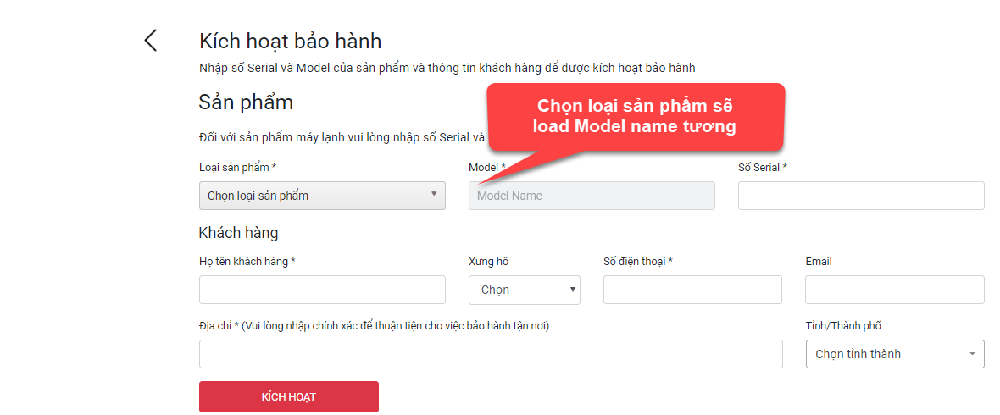 Kích hoạt bảo hành
Nhập số Serial và Model của sản phẩm và thông tin khách hàng để được kích hoạt bảo hành
Sản phẩm
Chọn loại sản phẩm sẽ
load Model name tương
Đối với sản phẩm máy lạnh vui lòng nhập số Serial và
Loại sản phẩm *
Model *
Số Serial *
Chọn loại sản phẩm
Model Name
Khách hàng
Họ tên khách hàng *
Xưng hô
Số điện thoại *
Email
Chọn
Địa chỉ * (Vui lòng nhập chính xác để thuận tiện cho việc bảo hành tận nơi)
Tỉnh/Thành phố
Chọn tỉnh thành
KÍCH HOẠT